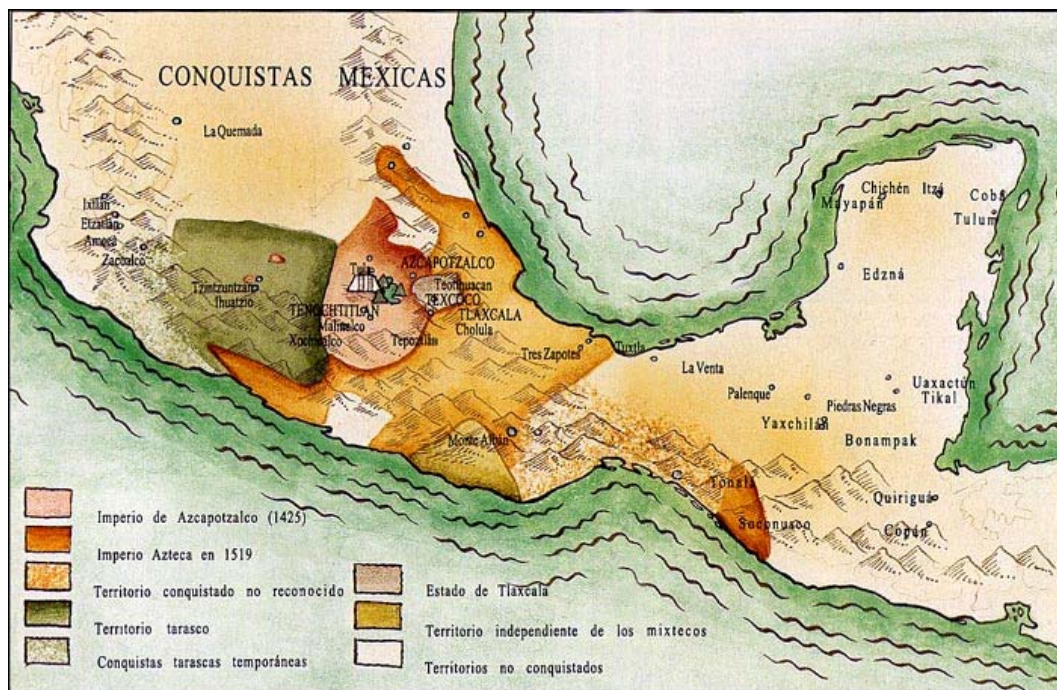 CONQUISTAS MEXICAS
La Quemada
Ixtlán
Etzatlán
Ameca
Zacoalco
Tzintzuntzan
Ihuatzio
Tula
AZCAPOTZALCO
Teotihuacan
TEXCOCO
TENOCHTITLAN
TLAXCALA
Malinalco
Cholula
Xochicalco
Tepoztlán
Tres Zapotes
Tuxtla
La Venta
Monte Albán
Chichén Itzá
Mayapán
Cobá
Tulum
Edzná
Palenque
Uaxactún
Tikal
Piedras Negras
Yaxchilán
Bonampak
Tonalá
Soconusco
Quiriguá
Copán
Imperio de Azcapotzalco (1425)
Imperio Azteca en 1519
Territorio conquistado no reconocido
Territorio tarasco
Conquistas tarascas temporáneas
Estado de Tlaxcala
Territorio independiente de los mixtecos
Territorios no conquistados